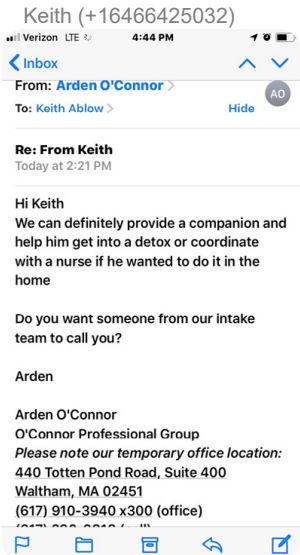 Keith (+16466425032)
Verizon LTE 4:44 PM
Inbox
From: Arden O'Connor
AO
To: Keith Ablow Hide
Re: From Keith
Today at 2:21 PM
Hi Keith
We can definitely provide a companion and
help him get into a detox or coordinate
with a nurse if he wanted to do it in the
home
Do you want someone from our intake
team to call you?
Arden
Arden O'Connor
O'Connor Professional Group
Please note our temporary office location:
440 Totten Pond Road, Suite 400
Waltham, MA 02451
(617) 910-3940 x300 (office)